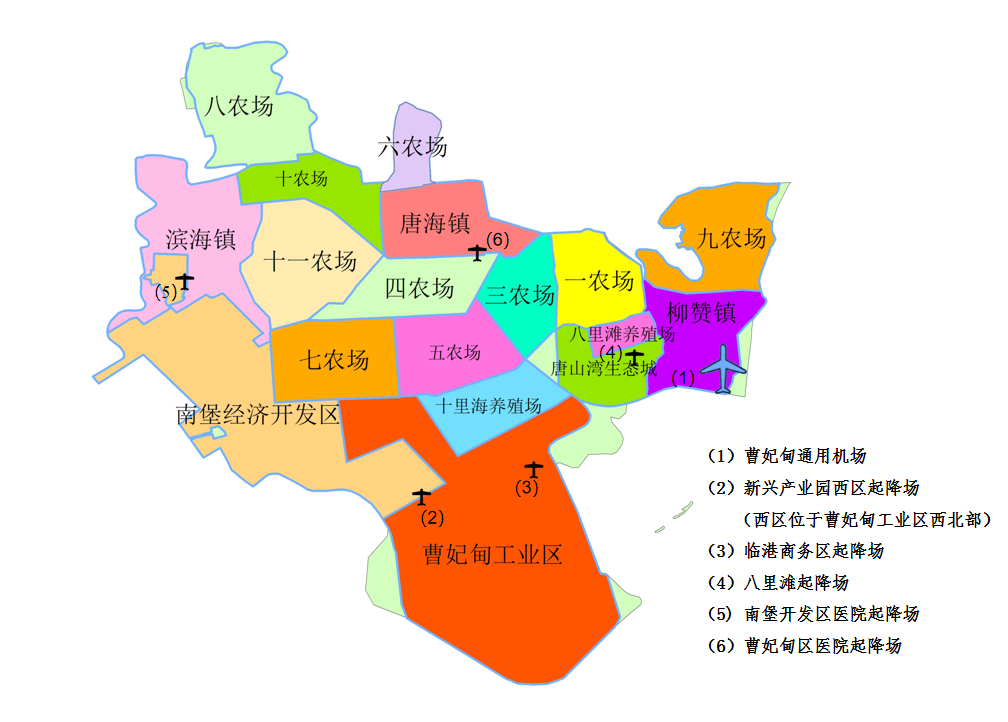 八农场
六农场
十农场
唐海镇
(6)
滨海镇
九农场
十一农场
四农场
三农场
一农场
(5)
柳赞镇
八里滩养殖场
七农场
五农场
(4)
唐山湾生态城
(1)
南堡经济开发区
十里海养殖场
(3)
(2)
曹妃甸工业区
（1）曹妃甸通用机场
（2）新兴产业园西区起降场
（西区位于曹妃甸工业区西北部）
（3）临港商务区起降场
（4）八里滩起降场
（5）南堡开发区医院起降场
（6）曹妃甸区医院起降场